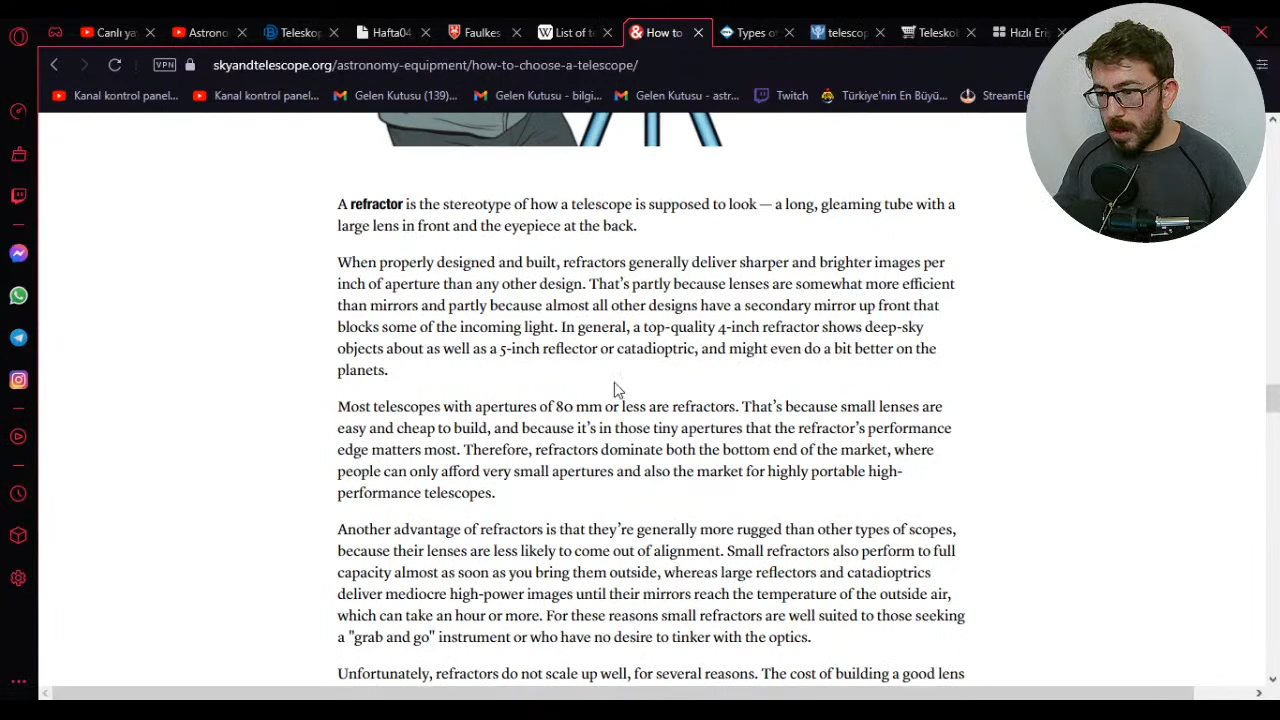 Canlı ya
Astrono
Telesko
Hafta04
Faulkes
List of te
How to
Types o
telescop
Telesko
Hızlı Eriş
VPN
skyandtelescope.org/astronomy-equipment/how-to-choose-a-telescope/
Kanal kontrol panel...
Kanal kontrol panel...
Gelen Kutusu (139)...
Gelen Kutusu - bilgi...
Gelen Kutusu - astr...
Twitch
Türkiye'nin En Büyü...
StreamEle
A refractor is the stereotype of how a telescope is supposed to look — a long, gleaming tube with a
large lens in front and the eyepiece at the back.
When properly designed and built, refractors generally deliver sharper and brighter images per
inch of aperture than any other design. That's partly because lenses are somewhat more efficient
than mirrors and partly because almost all other designs have a secondary mirror up front that
blocks some of the incoming light. In general, a top-quality 4-inch refractor shows deep-sky
objects about as well as a 5-inch reflector or catadioptric, and might even do a bit better on the
planets.
Most telescopes with apertures of 80 mm or less are refractors. That's because small lenses are
easy and cheap to build, and because it's in those tiny apertures that the refractor's performance
edge matters most. Therefore, refractors dominate both the bottom end of the market, where
people can only afford very small apertures and also the market for highly portable high-
performance telescopes.
Another advantage of refractors is that they're generally more rugged than other types of scopes,
because their lenses are less likely to come out of alignment. Small refractors also perform to full
capacity almost as soon as you bring them outside, whereas large reflectors and catadioptrics
deliver mediocre high-power images until their mirrors reach the temperature of the outside air,
which can take an hour or more. For these reasons small refractors are well suited to those seeking
a "grab and go" instrument or who have no desire to tinker with the optics.
Unfortunately, refractors do not scale up well, for several reasons. The cost of building a good lens